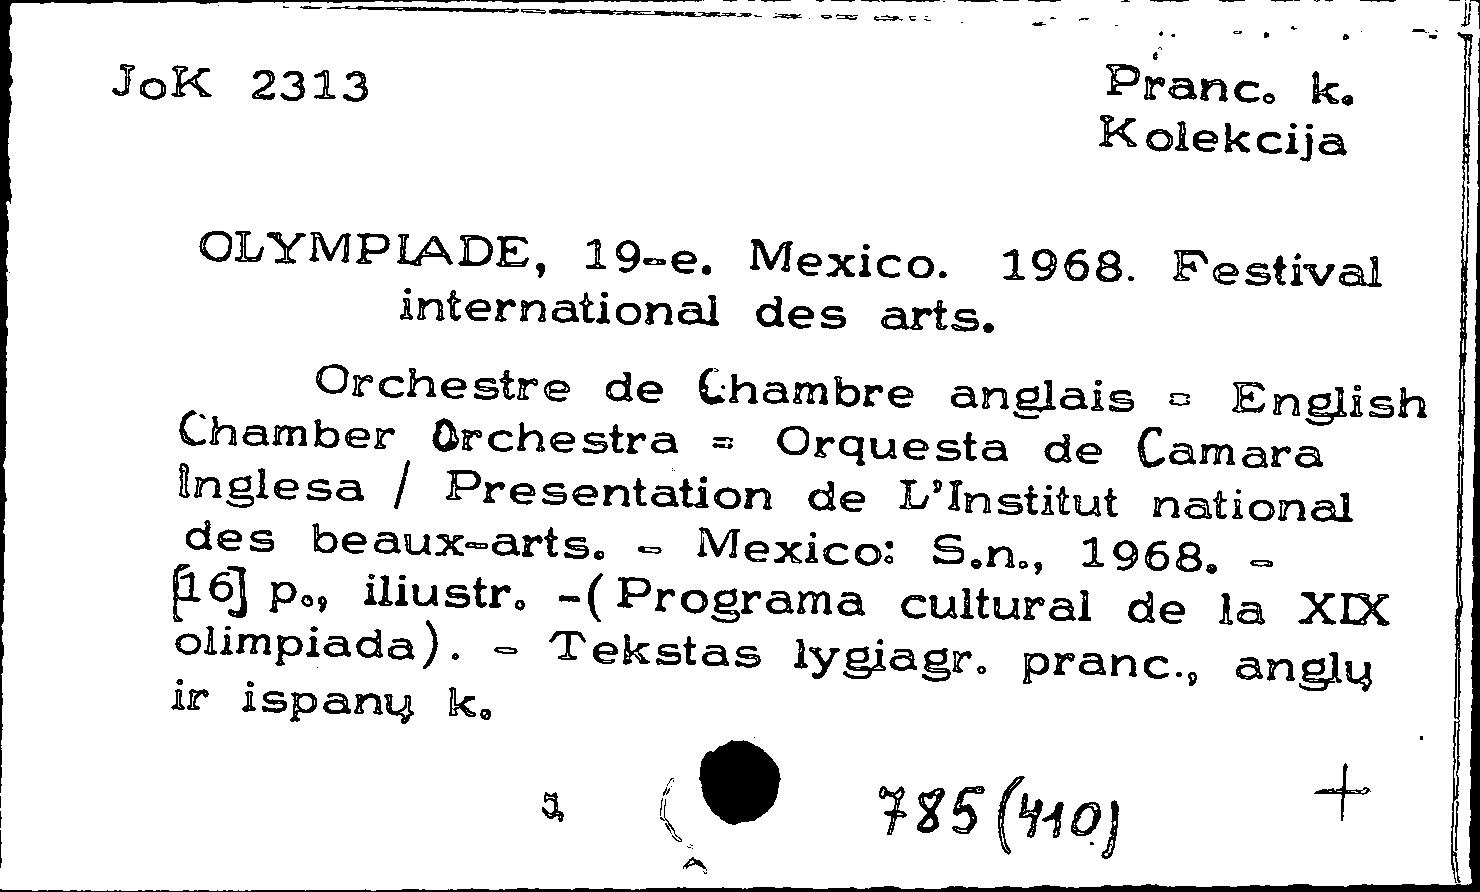 JoK 2313
Pranc. k.
Kolekcija
OLYMPIADE, 19-e. Mexico. 1968. Festival
international des arts.
Orchestre de Chambre anglais = English
Chamber Orchestra = Orquesta de Camara
Inglesa / Presentation de L'Institut national
des beaux-arts. - Mexico: S.n., 1968. -
[16] p., iliustr. -(Programa cultural de la XIX
olimpiada). - Tekstas lygiagr. pranc., anglų
ir ispanų k.
785(410)
+